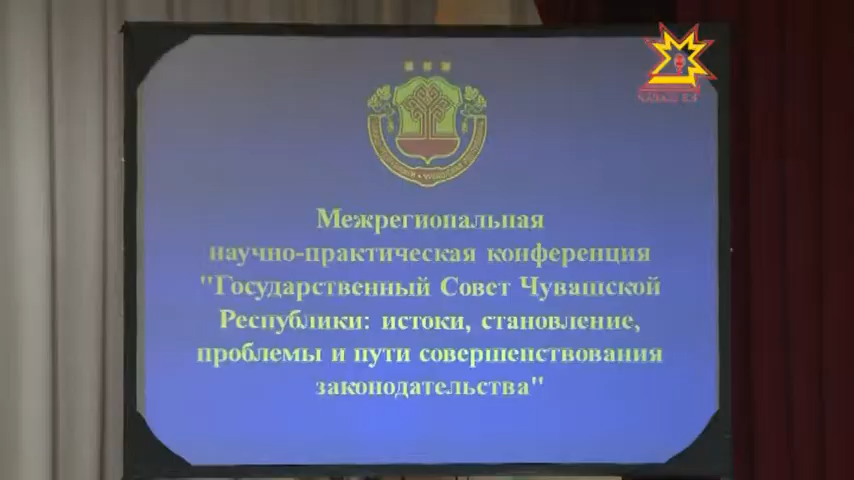 Межрегиональная
научно-практическая конференция
"Государственный Совет Чувашской
Республики: истоки, становление,
проблемы и пути совершенствования
законодательства"